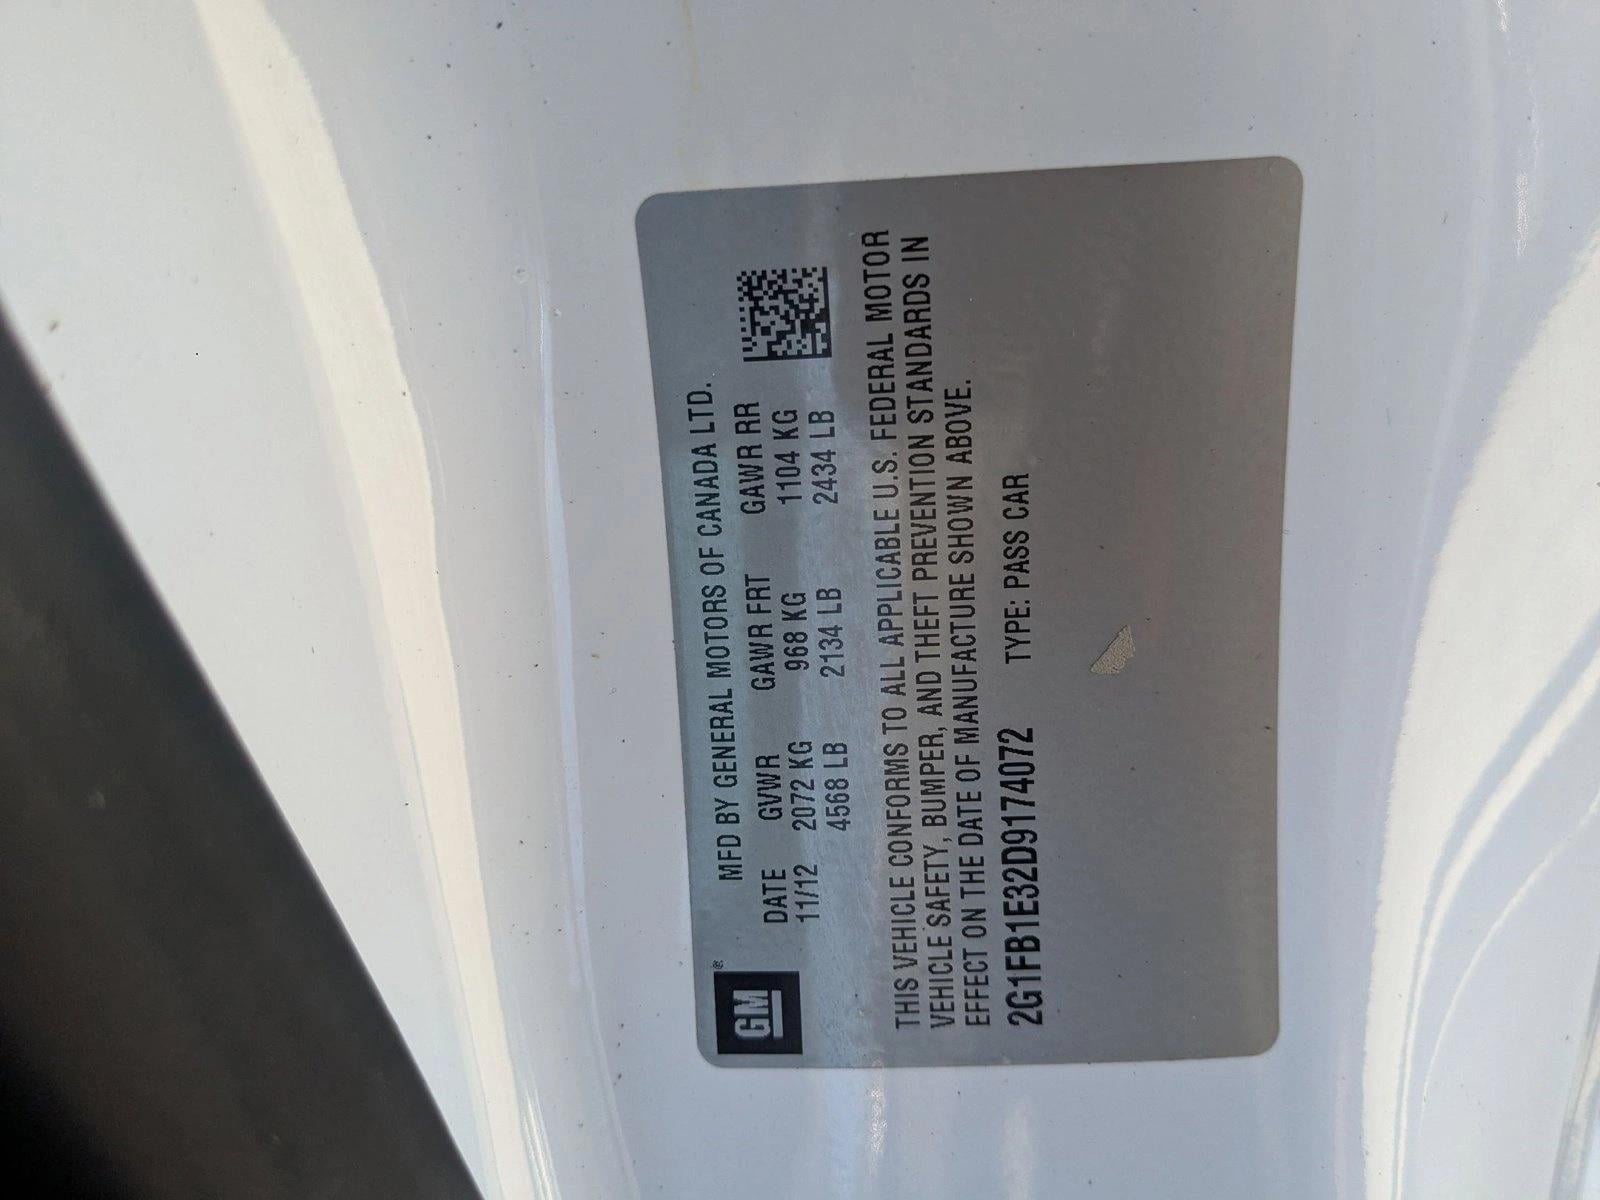 GM®
MFD BY GENERAL MOTORS OF CANADA LTD.
DATE GVWR GAWR FRT GAWR RR
11/12 2072 KG 968 KG 1104 KG
4568 LB 2134 LB 2434 LB
THIS VEHICLE CONFORMS TO ALL APPLICABLE U.S. FEDERAL MOTOR
VEHICLE SAFETY, BUMPER, AND THEFT PREVENTION STANDARDS IN
EFFECT ON THE DATE OF MANUFACTURE SHOWN ABOVE.
2G1FB1E32D9174072 TYPE: PASS CAR